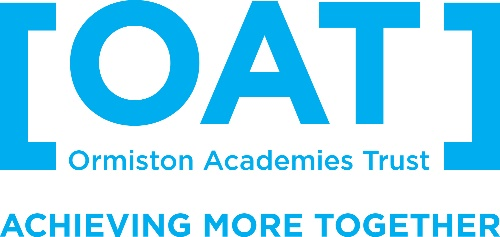 [OAT]
Ormiston Academies Trust
ACHIEVING MORE TOGETHER